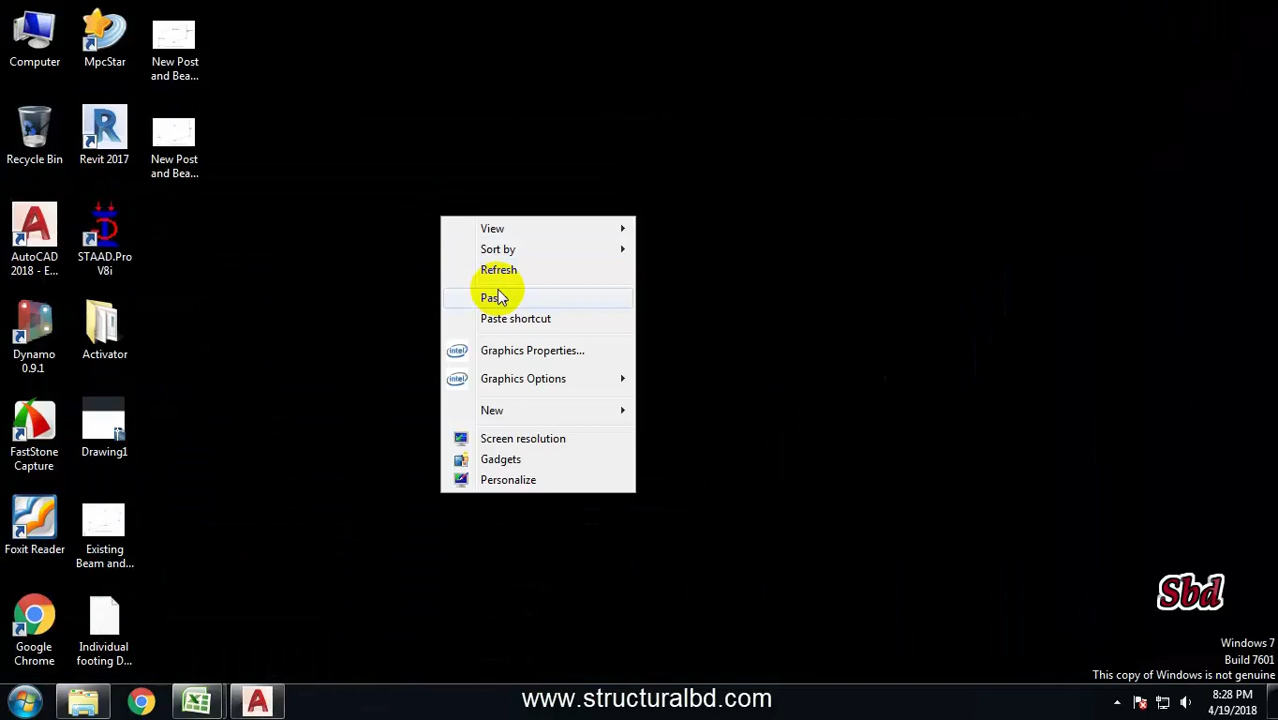 Computer
MpcStar
New Post
and Bea...
Recycle Bin
Revit 2017
New Post
and Bea...
AutoCAD
2018 - E...
STAAD.Pro
V8i
Dynamo
0.9.1
Activator
FastStone
Capture
Drawing1
Foxit Reader
Existing
Beam and...
Google
Chrome
Individual
footing D...
View
Sort by
Refresh
Paste shortcut
intel
Graphics Properties...
intel
Graphics Options
New
Screen resolution
Gadgets
Personalize
Sbd
Windows 7
Build 7601
This copy of Windows is not genuine
www.structuralbd.com
8:28 PM
4/19/2018